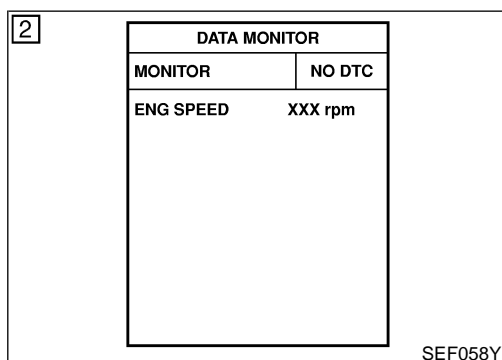 2
DATA MONITOR
MONITOR NO DTC
ENG SPEED XXX rpm
SEF058Y